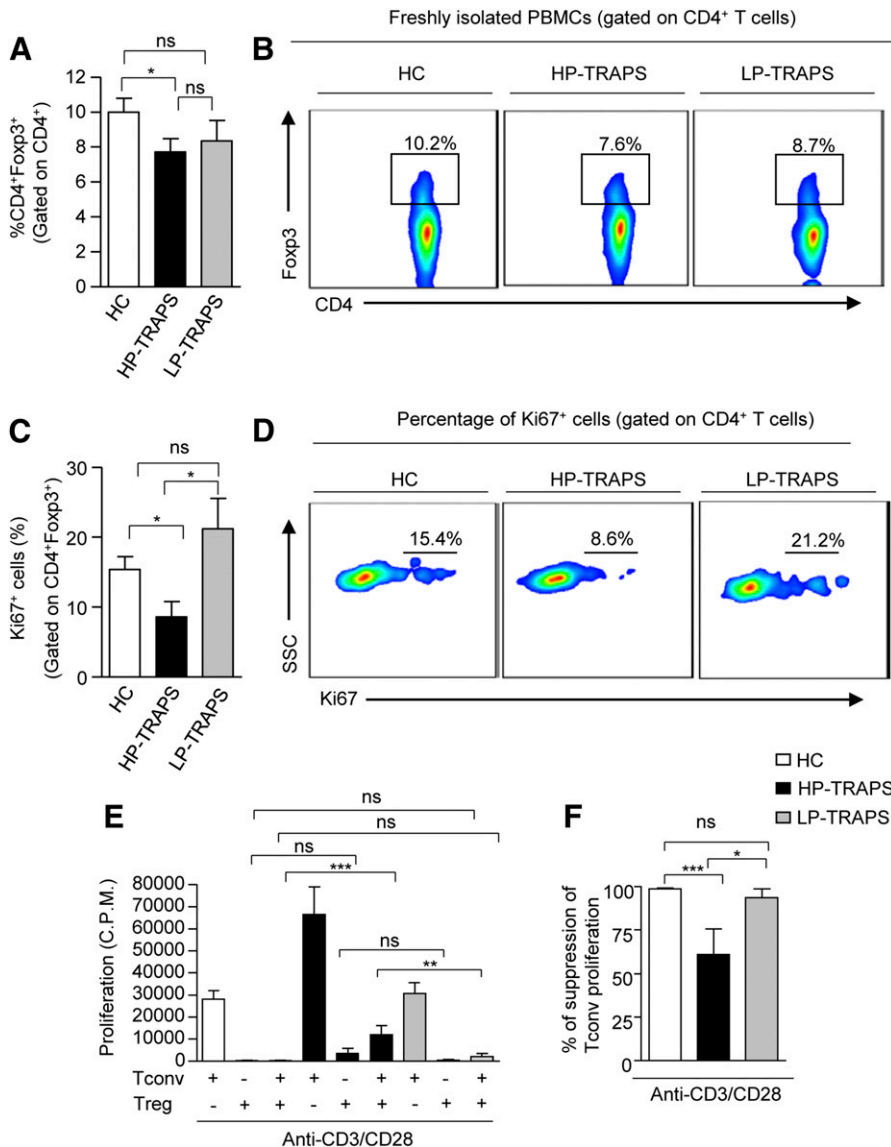 A
ns
*
ns
%CD4+Foxp3+
(Gated on CD4+)
12
10
8
6
4
2
0
HC
HP-TRAPS
LP-TRAPS
B
Freshly isolated PBMCs (gated on CD4+ T cells)
HC
HP-TRAPS
LP-TRAPS
10.2%
7.6%
8.7%
Foxp3
CD4
C
ns
*
*
Ki67+ cells (%)
(Gated on CD4+Foxp3+)
30
20
10
0
HC
HP-TRAPS
LP-TRAPS
D
Percentage of Ki67+ cells (gated on CD4+ T cells)
HC
HP-TRAPS
LP-TRAPS
15.4%
8.6%
21.2%
SSC
Ki67
HC
HP-TRAPS
LP-TRAPS
E
ns
ns
ns
***
ns
**
Proliferation (C.P.M.)
80000
70000
60000
50000
40000
30000
20000
10000
0
Tconv + - + + - + + - +
Treg - + + - + + - + +
Anti-CD3/CD28
F
ns
***
*
% of suppression of
Tconv proliferation
100
75
50
25
0
Anti-CD3/CD28